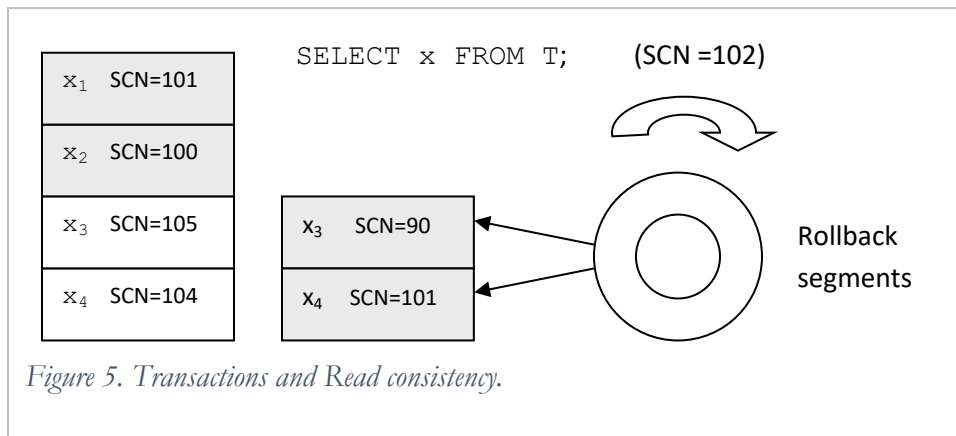 SELECT x FROM T; (SCN =102)
x₁ SCN=101
x₂ SCN=100
x₃ SCN=105
x₄ SCN=104
x₃ SCN=90
x₄ SCN=101
Rollback
segments
Figure 5. Transactions and Read consistency.